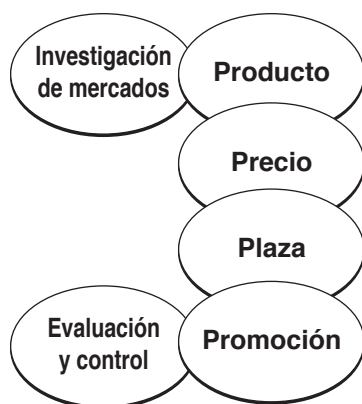 Investigación
de mercados
Producto
Precio
Plaza
Evaluación
y control
Promoción